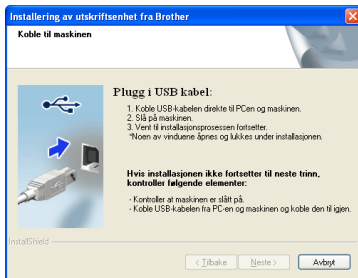 Installering av utskriftsenhet fra Brother
Koble til maskinen
Plugg i USB kabel:
1. Koble USB-kabelen direkte til PCen og maskinen.
2. Slå på maskinen.
3. Vent til installasjonsprosessen fortsetter.
*Noen av vinduene åpnes og lukkes under installasjonen.
Hvis installasjonen ikke fortsetter til neste trinn,
kontroller følgende elementer:
- Kontroller at maskinen er slått på.
- Koble USB-kabelen fra PC-en og maskinen og koble den til igjen.
InstallShield
< Tilbake Neste > Avbryt